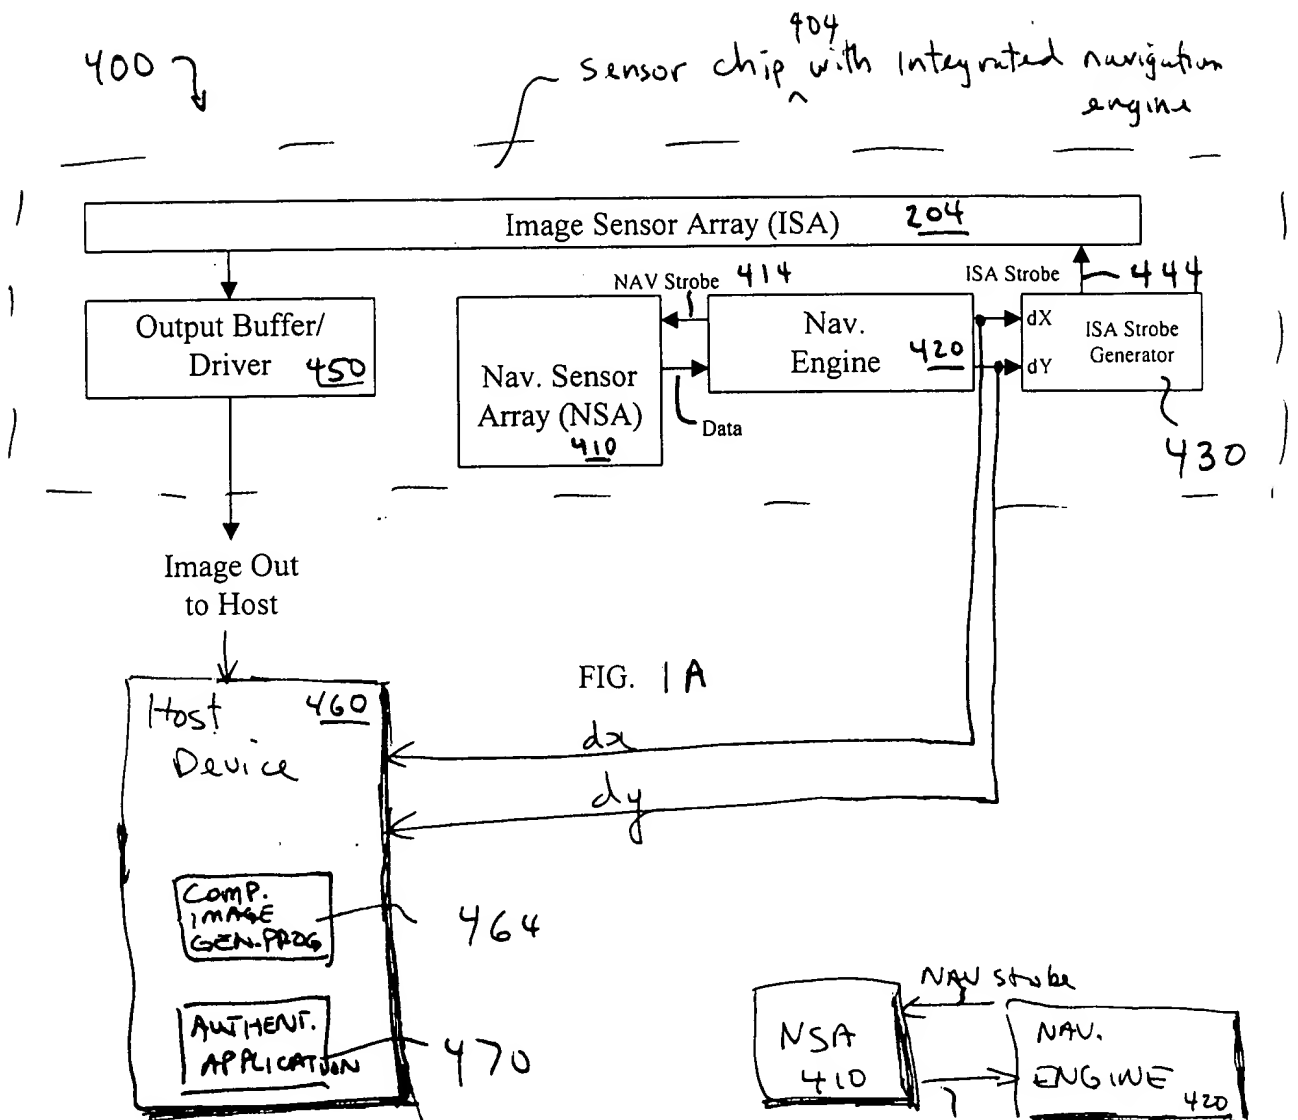 400
404
sensor chip ^ with integrated navigation
engine
Image Sensor Array (ISA) 204
NAV Strobe 414
ISA Strobe 444
Output Buffer/
Driver 450
Nav. Sensor
Array (NSA)
410
Data
Nav.
Engine 420
dX
dY
ISA Strobe
Generator
430
Image Out
to Host
FIG. 1A
Host 460
Device
dx
dy
COMP.
IMAGE
GEN. PROG
464
AUTHENT.
APPLICATION
470
NAV strobe
NSA
410
NAV.
ENGINE
420